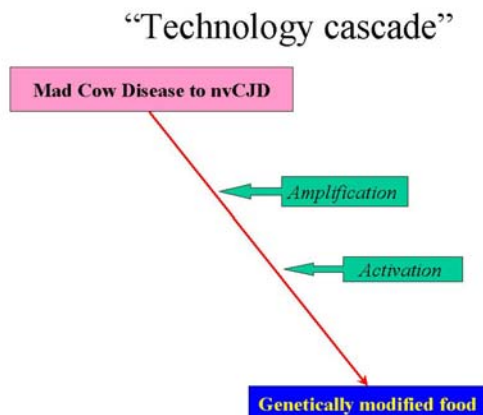 “Technology cascade”
Mad Cow Disease to nvCJD
Amplification
Activation
Genetically modified food